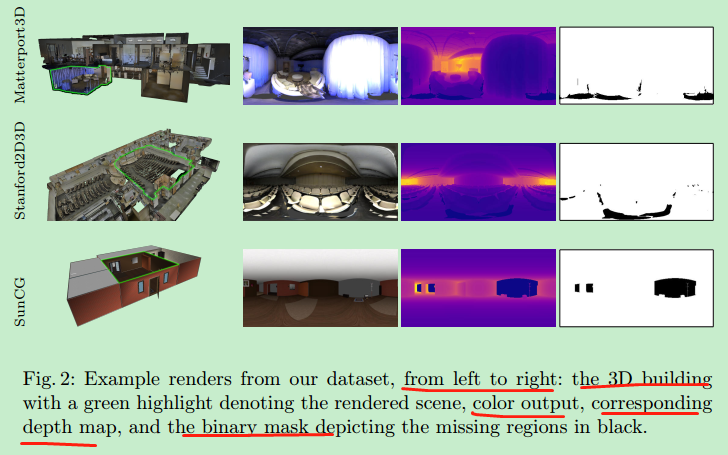 Matterport3D
Stanford2D3D
SunCG
Fig. 2: Example renders from our dataset, from left to right: the 3D building
with a green highlight denoting the rendered scene, color output, corresponding
depth map, and the binary mask depicting the missing regions in black.